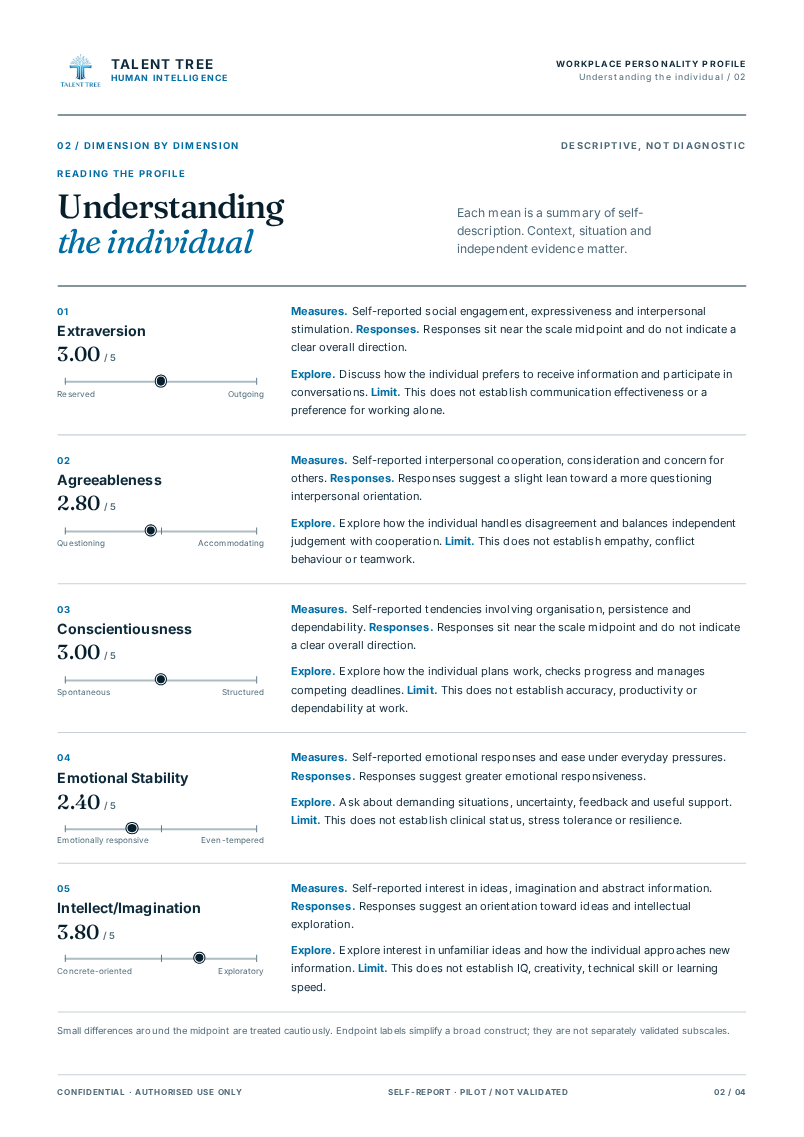 TALENT TREE
TALENT TREE
HUMAN INTELLIGENCE
WORKPLACE PERSONALITY PROFILE
Understanding the individual / 02
02 / DIMENSION BY DIMENSION
DESCRIPTIVE, NOT DIAGNOSTIC
READING THE PROFILE
Understanding
the individual
Each mean is a summary of self-
description. Context, situation and
independent evidence matter.
01
Extraversion
3.00 / 5
Reserved
Outgoing
Measures. Self-reported social engagement, expressiveness and interpersonal
stimulation. Responses. Responses sit near the scale midpoint and do not indicate a
clear overall direction.
Explore. Discuss how the individual prefers to receive information and participate in
conversations. Limit. This does not establish communication effectiveness or a
preference for working alone.
02
Agreeableness
2.80 / 5
Questioning
Accommodating
Measures. Self-reported interpersonal cooperation, consideration and concern for
others. Responses. Responses suggest a slight lean toward a more questioning
interpersonal orientation.
Explore. Explore how the individual handles disagreement and balances independent
judgement with cooperation. Limit. This does not establish empathy, conflict
behaviour or teamwork.
03
Conscientiousness
3.00 / 5
Spontaneous
Structured
Measures. Self-reported tendencies involving organisation, persistence and
dependability. Responses. Responses sit near the scale midpoint and do not indicate
a clear overall direction.
Explore. Explore how the individual plans work, checks progress and manages
competing deadlines. Limit. This does not establish accuracy, productivity or
dependability at work.
04
Emotional Stability
2.40 / 5
Emotionally responsive
Even-tempered
Measures. Self-reported emotional responses and ease under everyday pressures.
Responses. Responses suggest greater emotional responsiveness.
Explore. Ask about demanding situations, uncertainty, feedback and useful support.
Limit. This does not establish clinical status, stress tolerance or resilience.
05
Intellect/Imagination
3.80 / 5
Concrete-oriented
Exploratory
Measures. Self-reported interest in ideas, imagination and abstract information.
Responses. Responses suggest an orientation toward ideas and intellectual
exploration.
Explore. Explore interest in unfamiliar ideas and how the individual approaches new
information. Limit. This does not establish IQ, creativity, technical skill or learning
speed.
Small differences around the midpoint are treated cautiously. Endpoint labels simplify a broad construct; they are not separately validated subscales.
CONFIDENTIAL · AUTHORISED USE ONLY
SELF-REPORT · PILOT / NOT VALIDATED
02 / 04